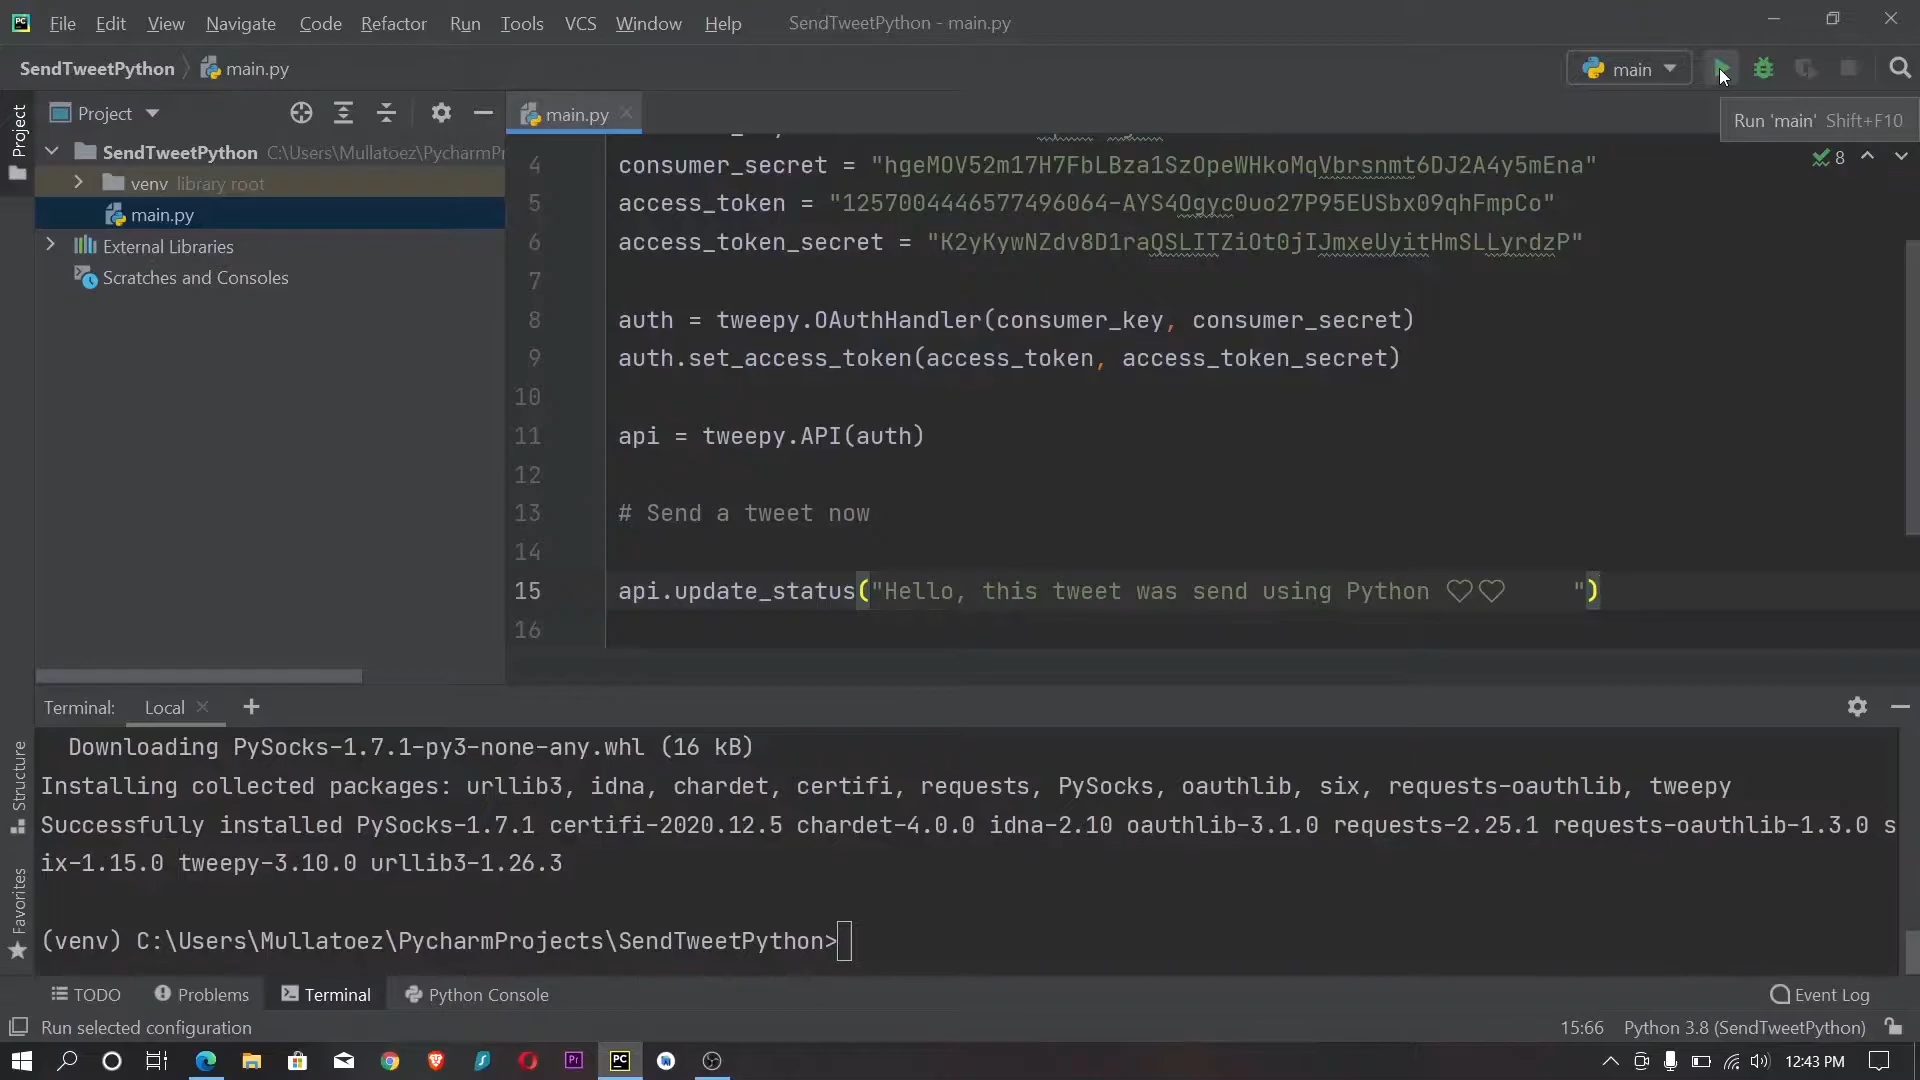 File Edit View Navigate Code Refactor Run Tools VCS Window Help SendTweetPython - main.py
SendTweetPython main.py main
Run 'main' Shift+F10
Project
Project main.py
SendTweetPython C:\Users\Mullatoez\PycharmPr
venv library root
main.py
External Libraries
Scratches and Consoles
8
4 consumer_secret = "hgeMOV52m17H7FbLBza1SzOpeWHkoMqVbrsnmt6DJ2A4y5mEna"
5 access_token = "1257004446577496064-AYS4Ogyc0uo27P95EUSbx09qhFmpCo"
6 access_token_secret = "K2yKywNZdv8D1raQSLITZiOt0jIJmxeUyitHmSLLyrdzP"
7
8 auth = tweepy.OAuthHandler(consumer_key, consumer_secret)
9 auth.set_access_token(access_token, access_token_secret)
10
11 api = tweepy.API(auth)
12
13 # Send a tweet now
14
15 api.update_status("Hello, this tweet was send using Python ♡♡ ")
16
Terminal: Local
Downloading PySocks-1.7.1-py3-none-any.whl (16 kB)
Installing collected packages: urllib3, idna, chardet, certifi, requests, PySocks, oauthlib, six, requests-oauthlib, tweepy
Successfully installed PySocks-1.7.1 certifi-2020.12.5 chardet-4.0.0 idna-2.10 oauthlib-3.1.0 requests-2.25.1 requests-oauthlib-1.3.0 s
ix-1.15.0 tweepy-3.10.0 urllib3-1.26.3
(venv) C:\Users\Mullatoez\PycharmProjects\SendTweetPython>
Structure
Favorites
TODO Problems Terminal Python Console Event Log
Run selected configuration 15:66 Python 3.8 (SendTweetPython)
12:43 PM